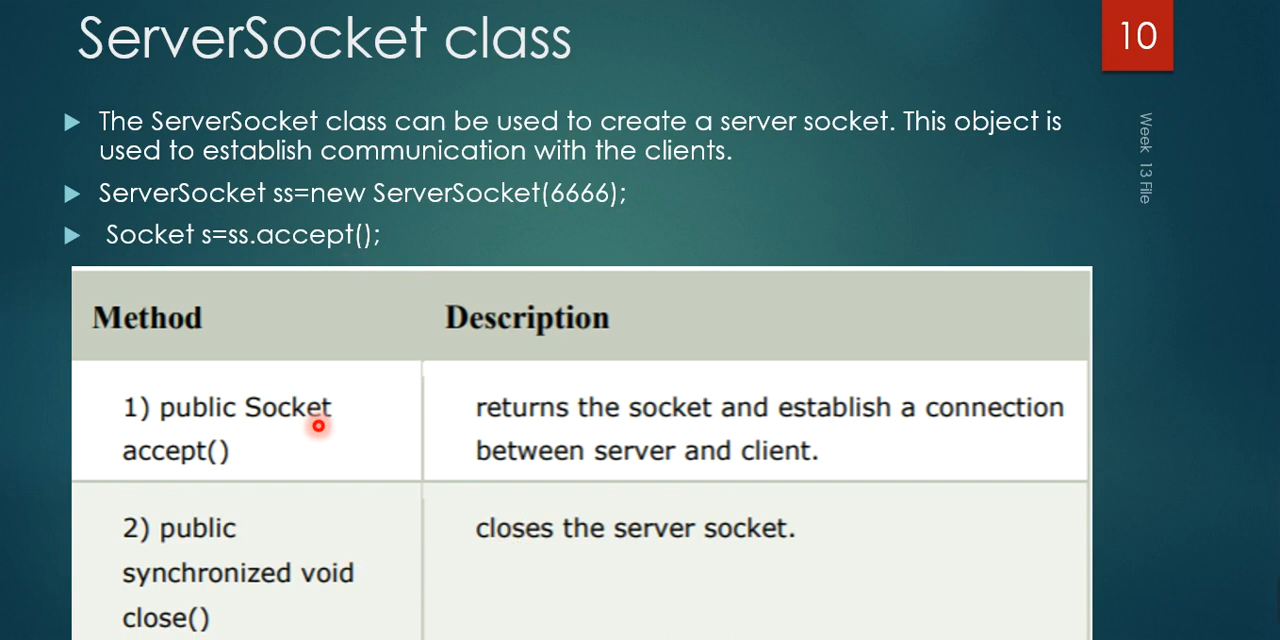 ServerSocket class
10
The ServerSocket class can be used to create a server socket. This object is
used to establish communication with the clients.
ServerSocket ss=new ServerSocket(6666);
Socket s=ss.accept();
Week 13 File
Method Description
1) public Socket returns the socket and establish a connection
accept() between server and client.
2) public closes the server socket.
synchronized void
close()